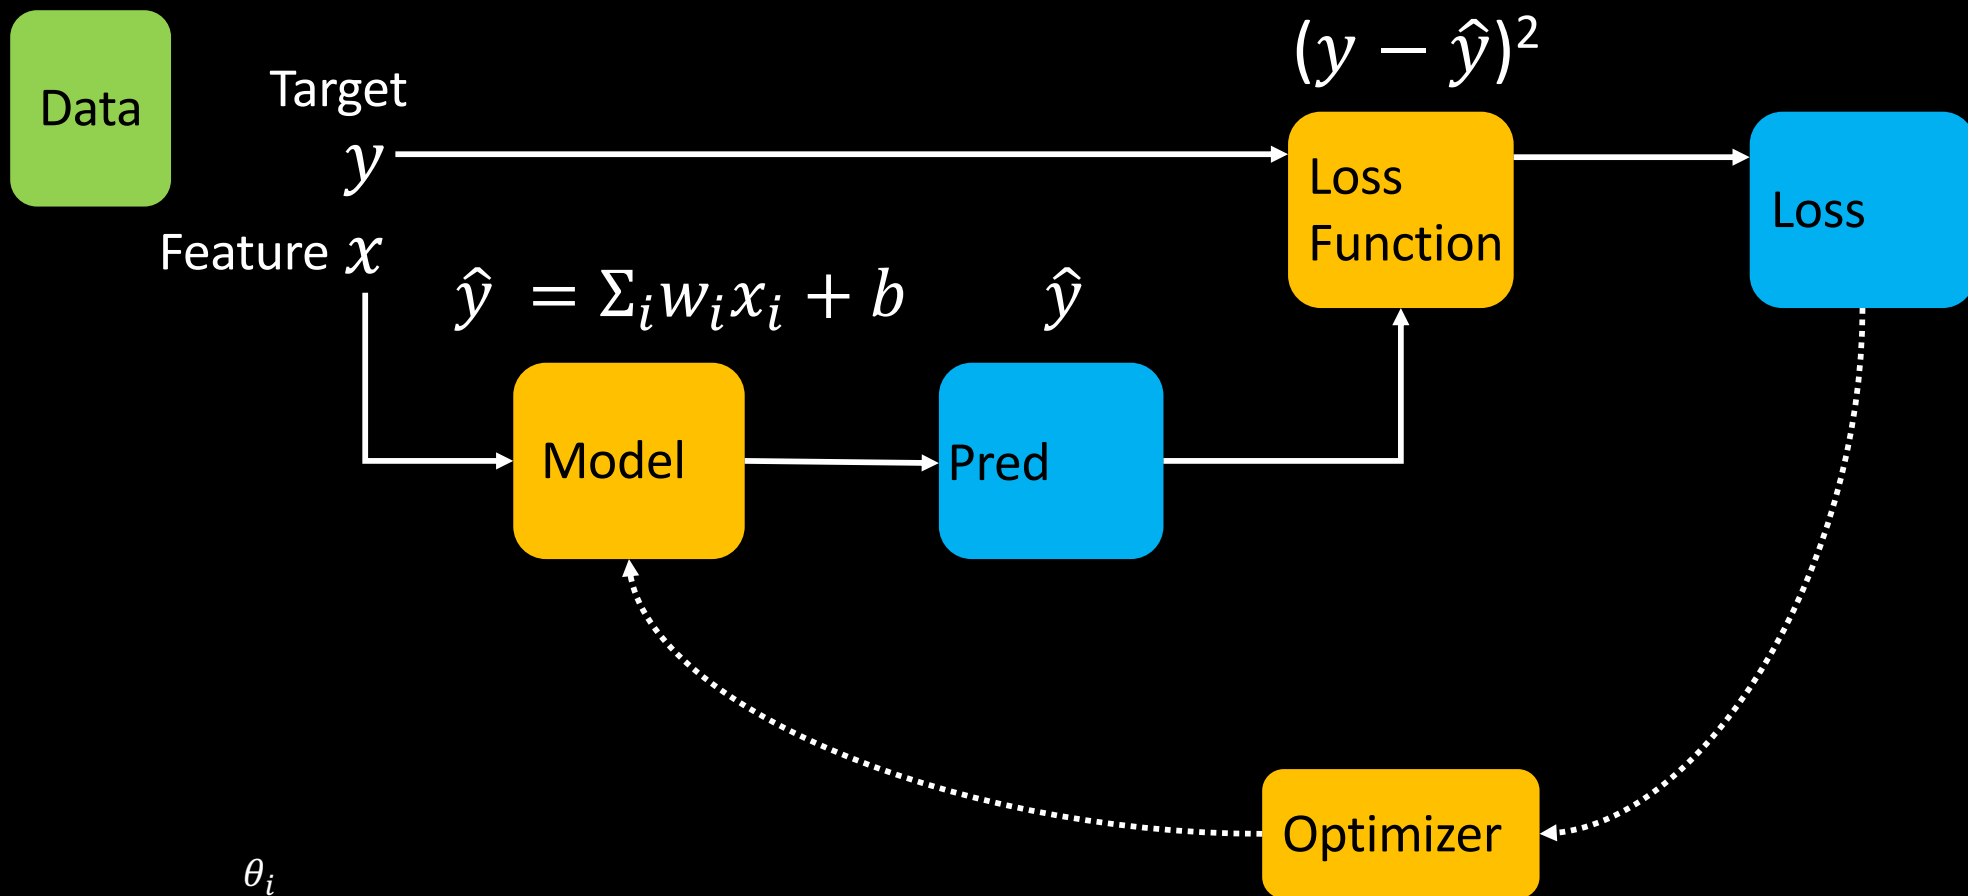 Data
Target
y
Feature x
(y − ŷ)²
Loss
Function
Loss
ŷ = Σᵢwᵢxᵢ + b
ŷ
Model
Pred
Optimizer
θᵢ